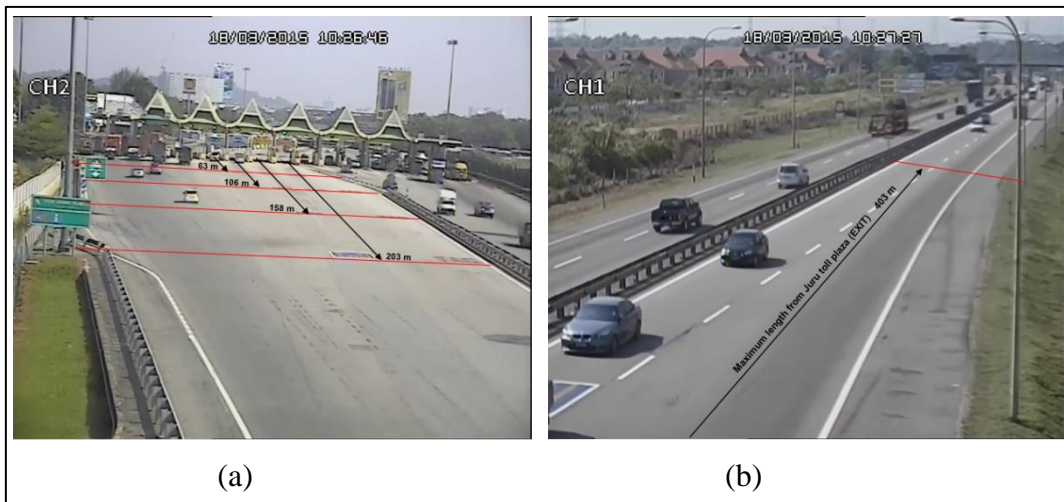 18/03/2015 10:26:46
CH2
63 m
106 m
158 m
203 m
(a)
18/03/2015 10:27:27
CH1
Maximum length from Juru toll plaza (EXIT) 403 m
(b)